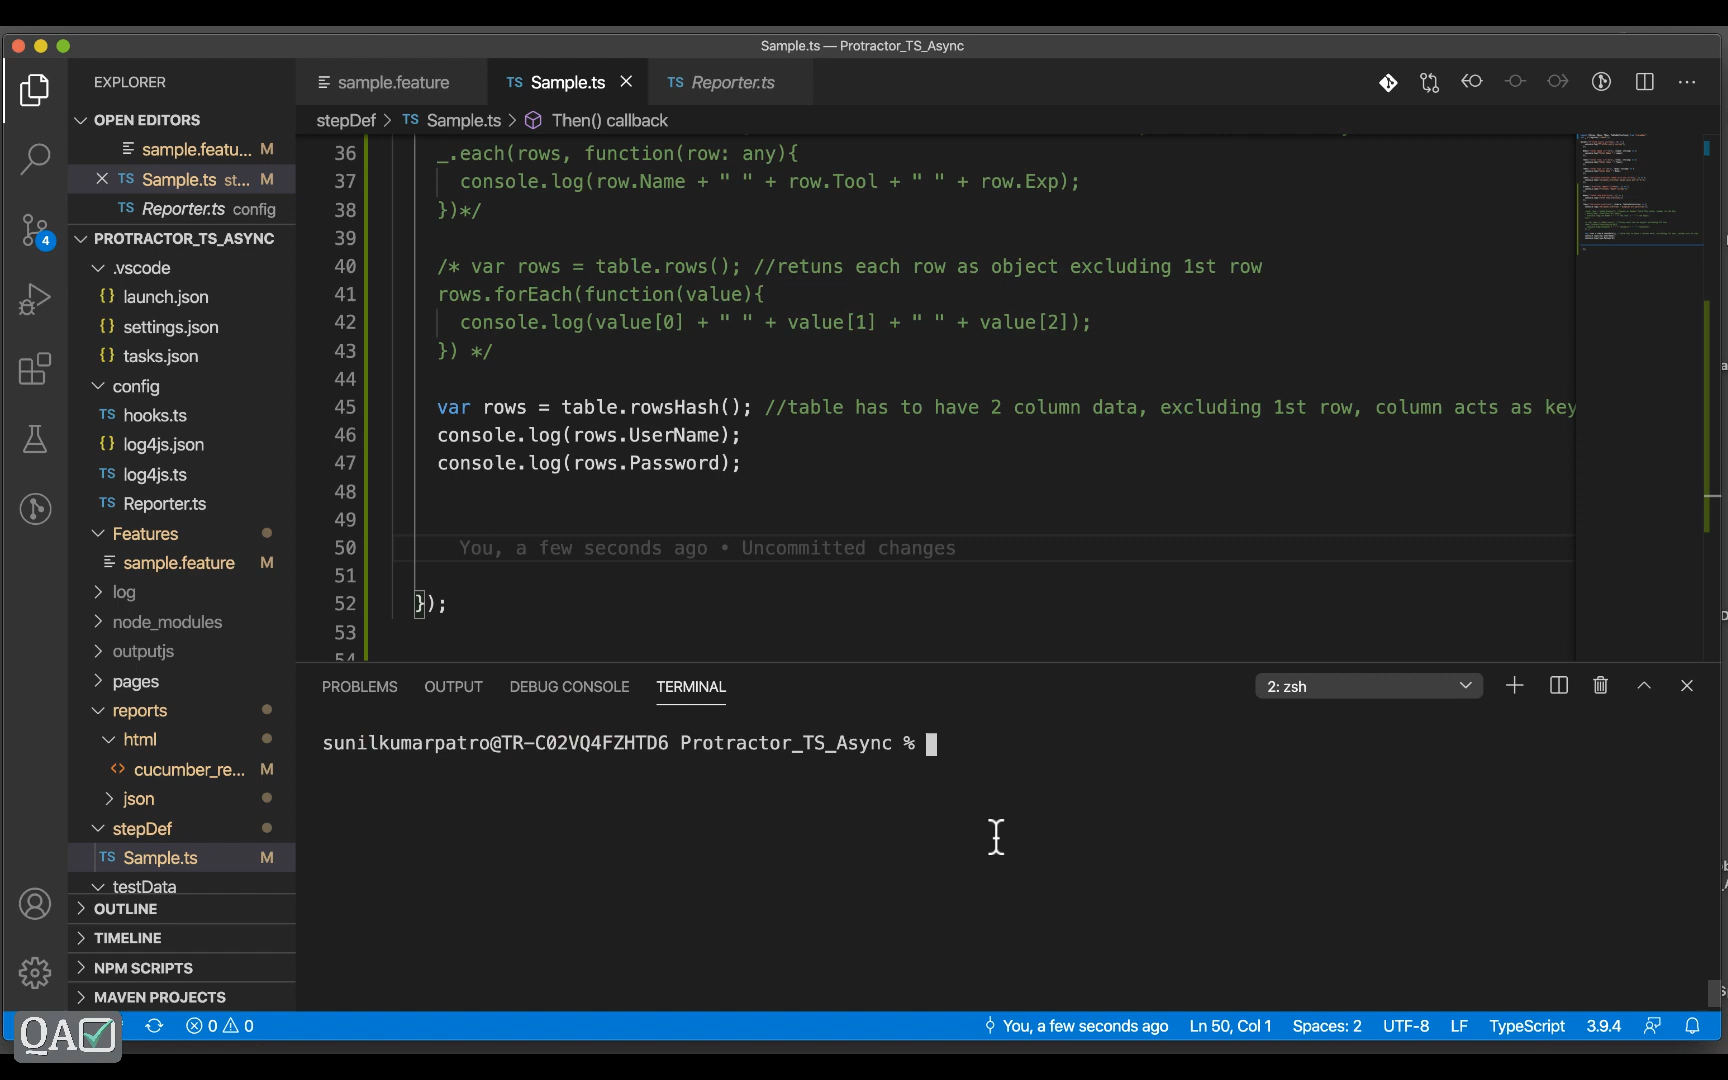 Sample.ts — Protractor_TS_Async
EXPLORER
sample.feature
TS Sample.ts
TS Reporter.ts
OPEN EDITORS
sample.featu... M
TS Sample.ts st... M
TS Reporter.ts config
PROTRACTOR_TS_ASYNC
.vscode
{} launch.json
{} settings.json
{} tasks.json
config
TS hooks.ts
{} log4js.json
TS log4js.ts
TS Reporter.ts
Features
sample.feature M
log
node_modules
outputjs
pages
reports
html
<> cucumber_re... M
json
stepDef
TS Sample.ts M
testData
OUTLINE
TIMELINE
NPM SCRIPTS
MAVEN PROJECTS
4
stepDef > TS Sample.ts > Then() callback
36 _.each(rows, function(row: any){
37 console.log(row.Name + " " + row.Tool + " " + row.Exp);
38 })*/
39
40 /* var rows = table.rows(); //retuns each row as object excluding 1st row
41 rows.forEach(function(value){
42 console.log(value[0] + " " + value[1] + " " + value[2]);
43 }) */
44
45 var rows = table.rowsHash(); //table has to have 2 column data, excluding 1st row, column acts as key
46 console.log(rows.UserName);
47 console.log(rows.Password);
48
49
50 You, a few seconds ago • Uncommitted changes
51
52 });
53
54
PROBLEMS OUTPUT DEBUG CONSOLE TERMINAL
2: zsh
sunilkumarpatro@TR-C02VQ4FZHTD6 Protractor_TS_Async %
QA
0 0
You, a few seconds ago Ln 50, Col 1 Spaces: 2 UTF-8 LF TypeScript 3.9.4